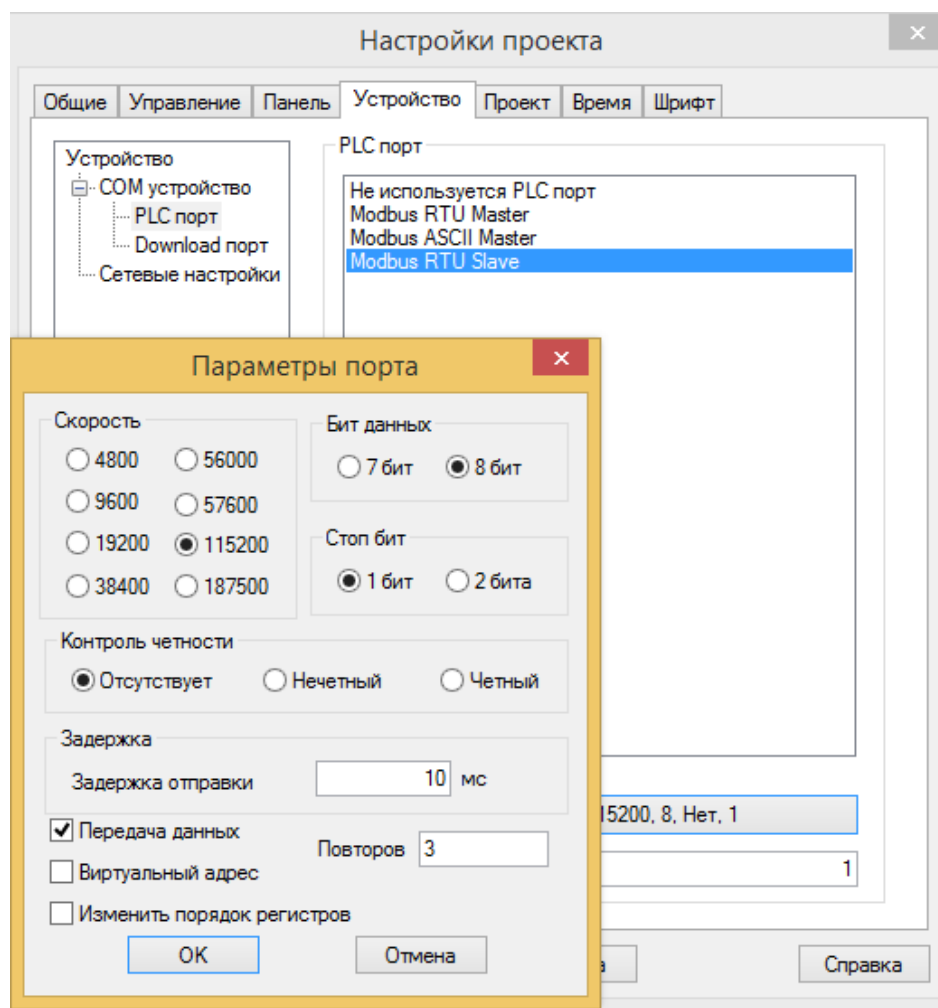 Настройки проекта
Общие Управление Панель Устройство Проект Время Шрифт
Устройство
COM устройство
PLC порт
Download порт
Сетевые настройки
PLC порт
Не используется PLC порт
Modbus RTU Master
Modbus ASCII Master
Modbus RTU Slave
Параметры порта
Скорость
4800 56000
9600 57600
19200 115200
38400 187500
Бит данных
7 бит 8 бит
Стоп бит
1 бит 2 бита
Контроль четности
Отсутствует Нечетный Четный
Задержка
Задержка отправки 10 мс
Передача данных
Виртуальный адрес
Изменить порядок регистров
Повторов 3
OK Отмена
15200, 8, Нет, 1
1
Справка